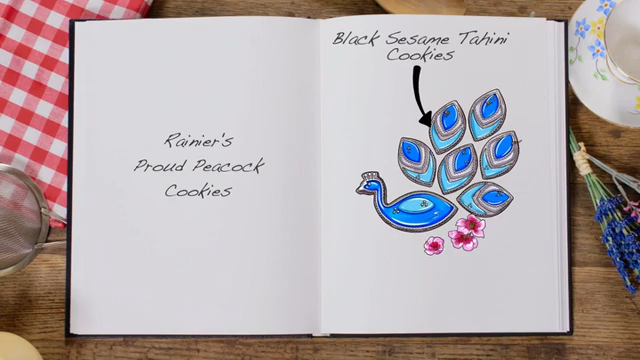 Rainier's
Proud Peacock
Cookies
Black Sesame Tahini
Cookies